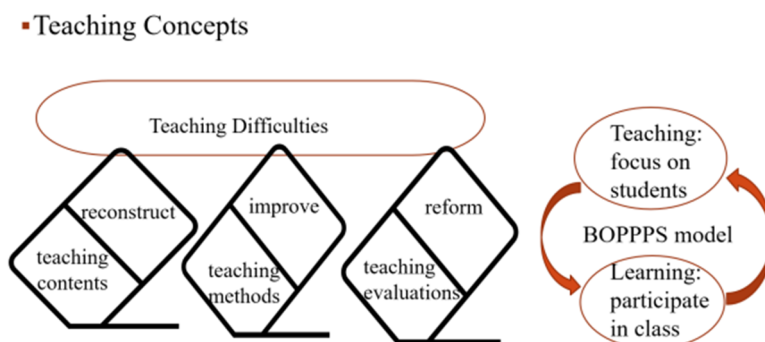 Teaching Concepts
Teaching Difficulties
reconstruct
teaching
contents
improve
teaching
methods
reform
teaching
evaluations
Teaching:
focus on
students
BOPPPS model
Learning:
participate
in class